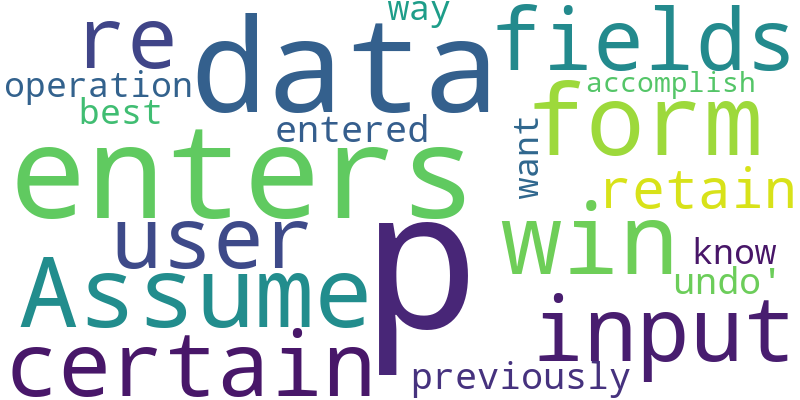 way
re data fields
operation accomplish
best entered form
want
enters retain
user p win know
Assume undo'
certain input
previously